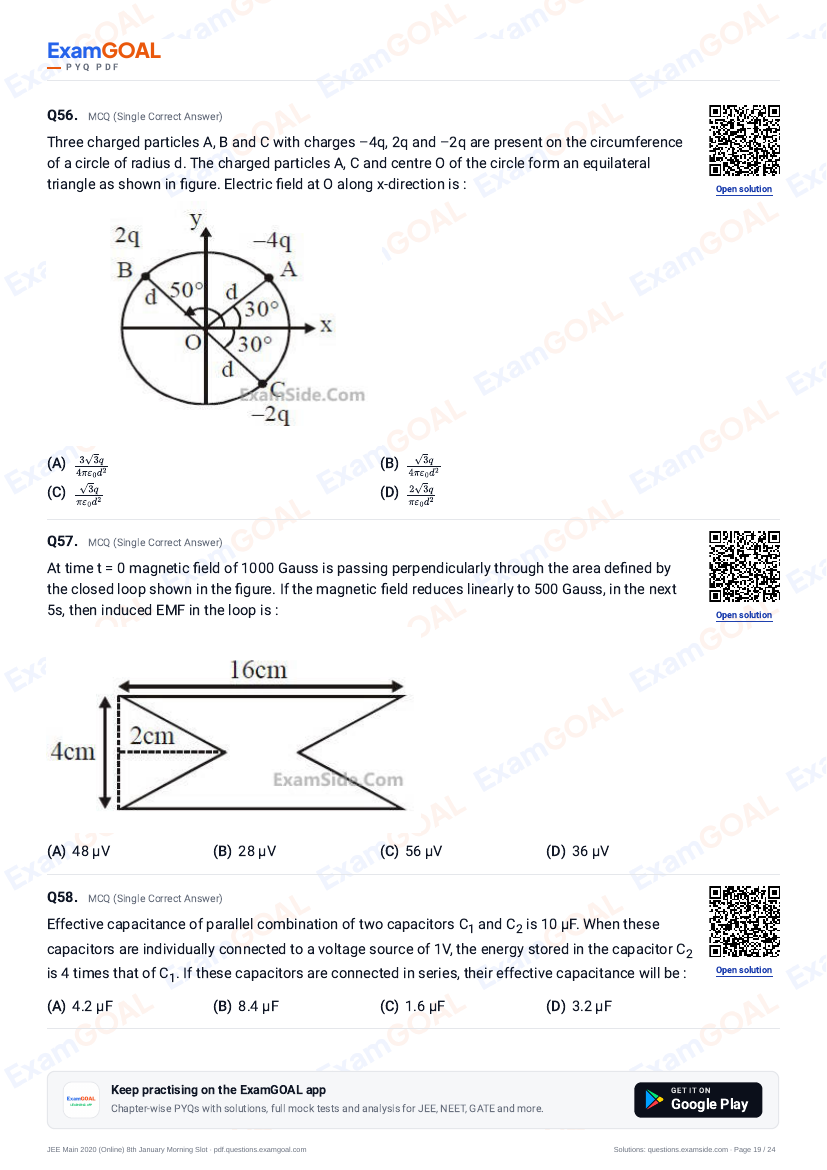 ExamGOAL
PYQ PDF
Q56. MCQ (Single Correct Answer)
Three charged particles A, B and C with charges −4q, 2q and −2q are present on the circumference
of a circle of radius d. The charged particles A, C and centre O of the circle form an equilateral
triangle as shown in figure. Electric field at O along x-direction is :
Open solution
y
2q
−4q
B
A
d
50°
d
30°
x
O
30°
d
C
ExamSide.Com
−2q
(A) 3√3q / 4πε₀d²
(B) √3q / 4πε₀d²
(C) √3q / πε₀d²
(D) 2√3q / πε₀d²
Q57. MCQ (Single Correct Answer)
At time t = 0 magnetic field of 1000 Gauss is passing perpendicularly through the area defined by
the closed loop shown in the figure. If the magnetic field reduces linearly to 500 Gauss, in the next
5s, then induced EMF in the loop is :
Open solution
16cm
2cm
4cm
ExamSide.Com
(A) 48 μV
(B) 28 μV
(C) 56 μV
(D) 36 μV
Q58. MCQ (Single Correct Answer)
Effective capacitance of parallel combination of two capacitors C₁ and C₂ is 10 μF. When these
capacitors are individually connected to a voltage source of 1V, the energy stored in the capacitor C₂
is 4 times that of C₁. If these capacitors are connected in series, their effective capacitance will be :
Open solution
(A) 4.2 μF
(B) 8.4 μF
(C) 1.6 μF
(D) 3.2 μF
ExamGOAL
Keep practising on the ExamGOAL app
Chapter-wise PYQs with solutions, full mock tests and analysis for JEE, NEET, GATE and more.
GET IT ON
Google Play
JEE Main 2020 (Online) 8th January Morning Slot · pdf.questions.examgoal.com
Solutions: questions.examside.com · Page 19 / 24